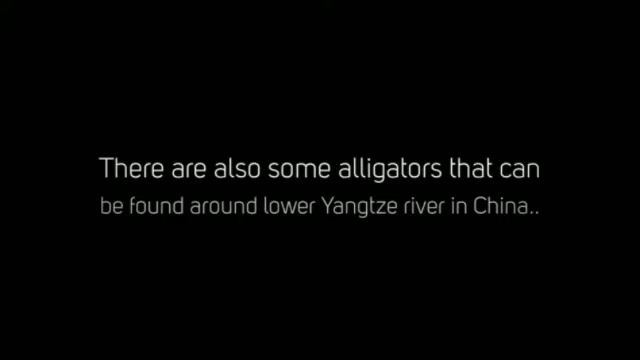 There are also some alligators that can
be found around lower Yangtze river in China..